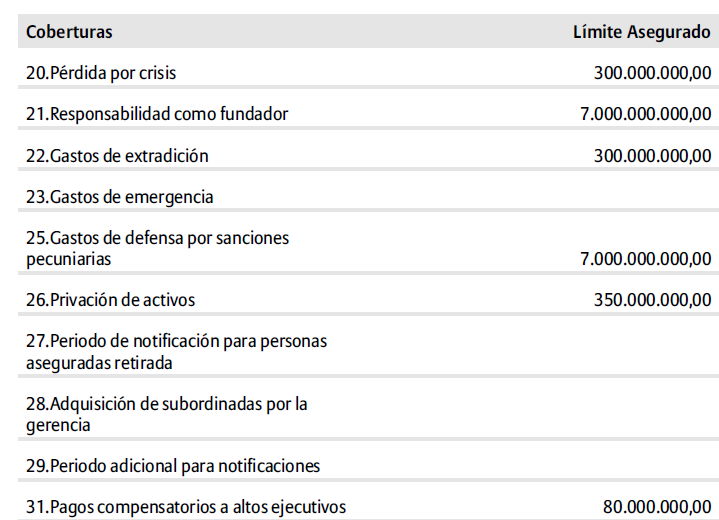 Coberturas Límite Asegurado
20.Pérdida por crisis 300.000.000,00
21.Responsabilidad como fundador 7.000.000.000,00
22.Gastos de extradición 300.000.000,00
23.Gastos de emergencia
25.Gastos de defensa por sanciones
pecuniarias 7.000.000.000,00
26.Privación de activos 350.000.000,00
27.Periodo de notificación para personas
aseguradas retirada
28.Adquisición de subordinadas por la
gerencia
29.Periodo adicional para notificaciones
31.Pagos compensatorios a altos ejecutivos 80.000.000,00